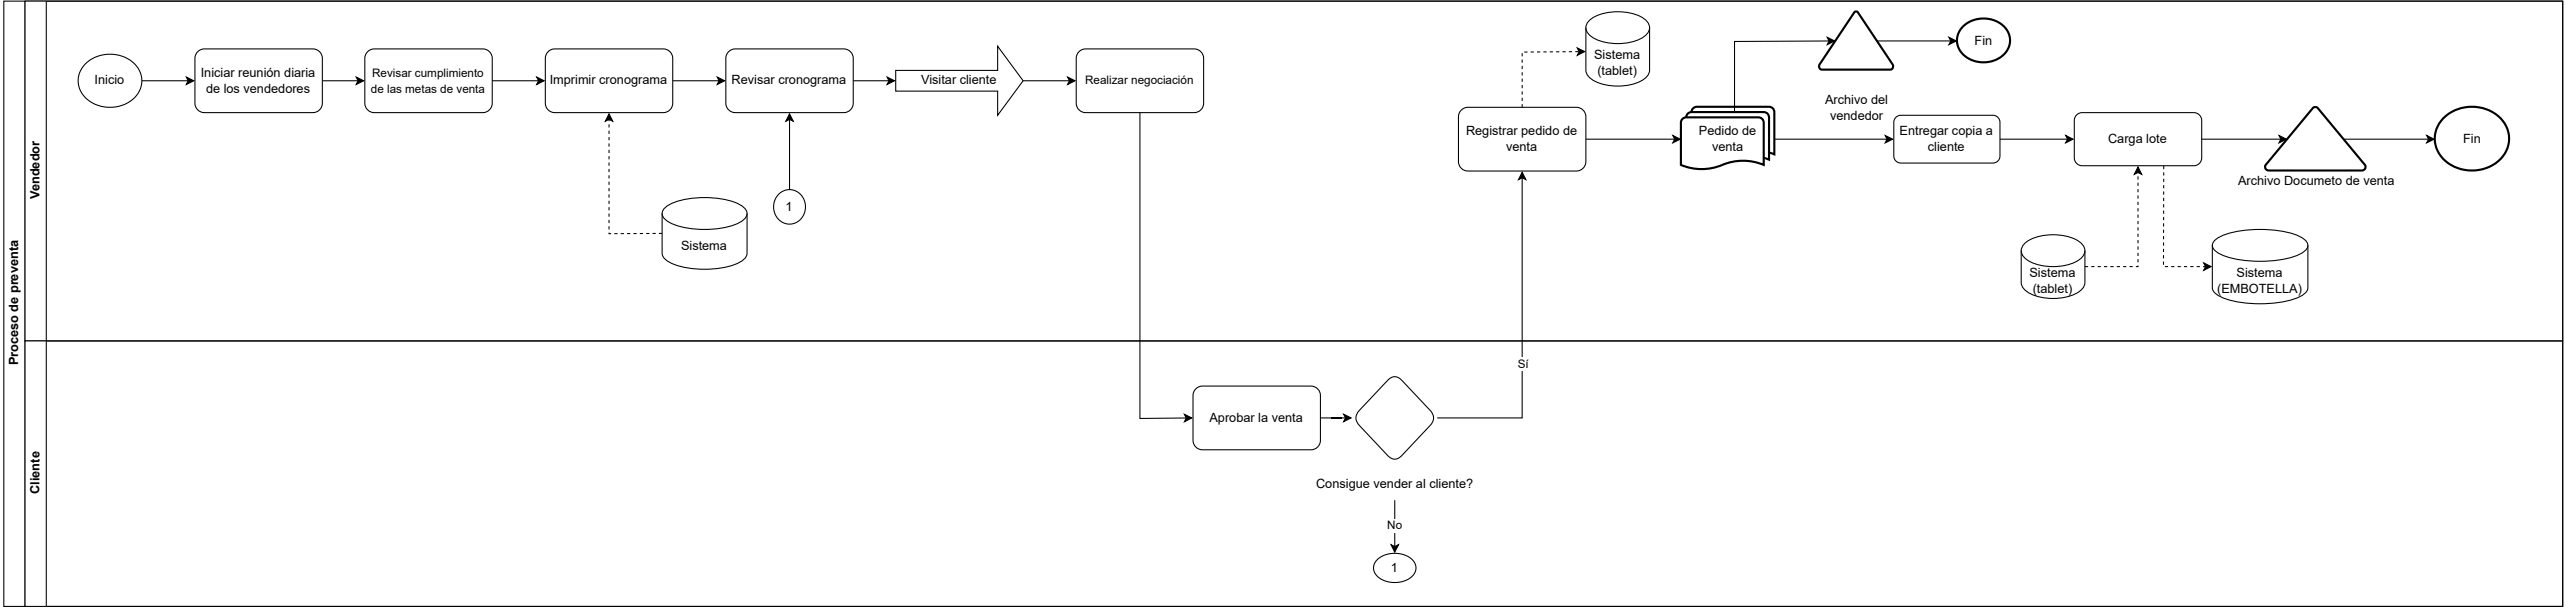 Proceso de preventa
Vendedor
Inicio
Iniciar reunión diaria
de los vendedores
Revisar cumplimiento
de las metas de venta
Imprimir cronograma
Revisar cronograma
Visitar cliente
Realizar negociación
Sistema
1
Sistema
(tablet)
Fin
Registrar pedido de
venta
Pedido de
venta
Archivo del
vendedor
Entregar copia a
cliente
Carga lote
Archivo Documeto de venta
Fin
Sistema
(tablet)
Sistema
(EMBOTELLA)
Cliente
Aprobar la venta
Sí
Consigue vender al cliente?
No
1